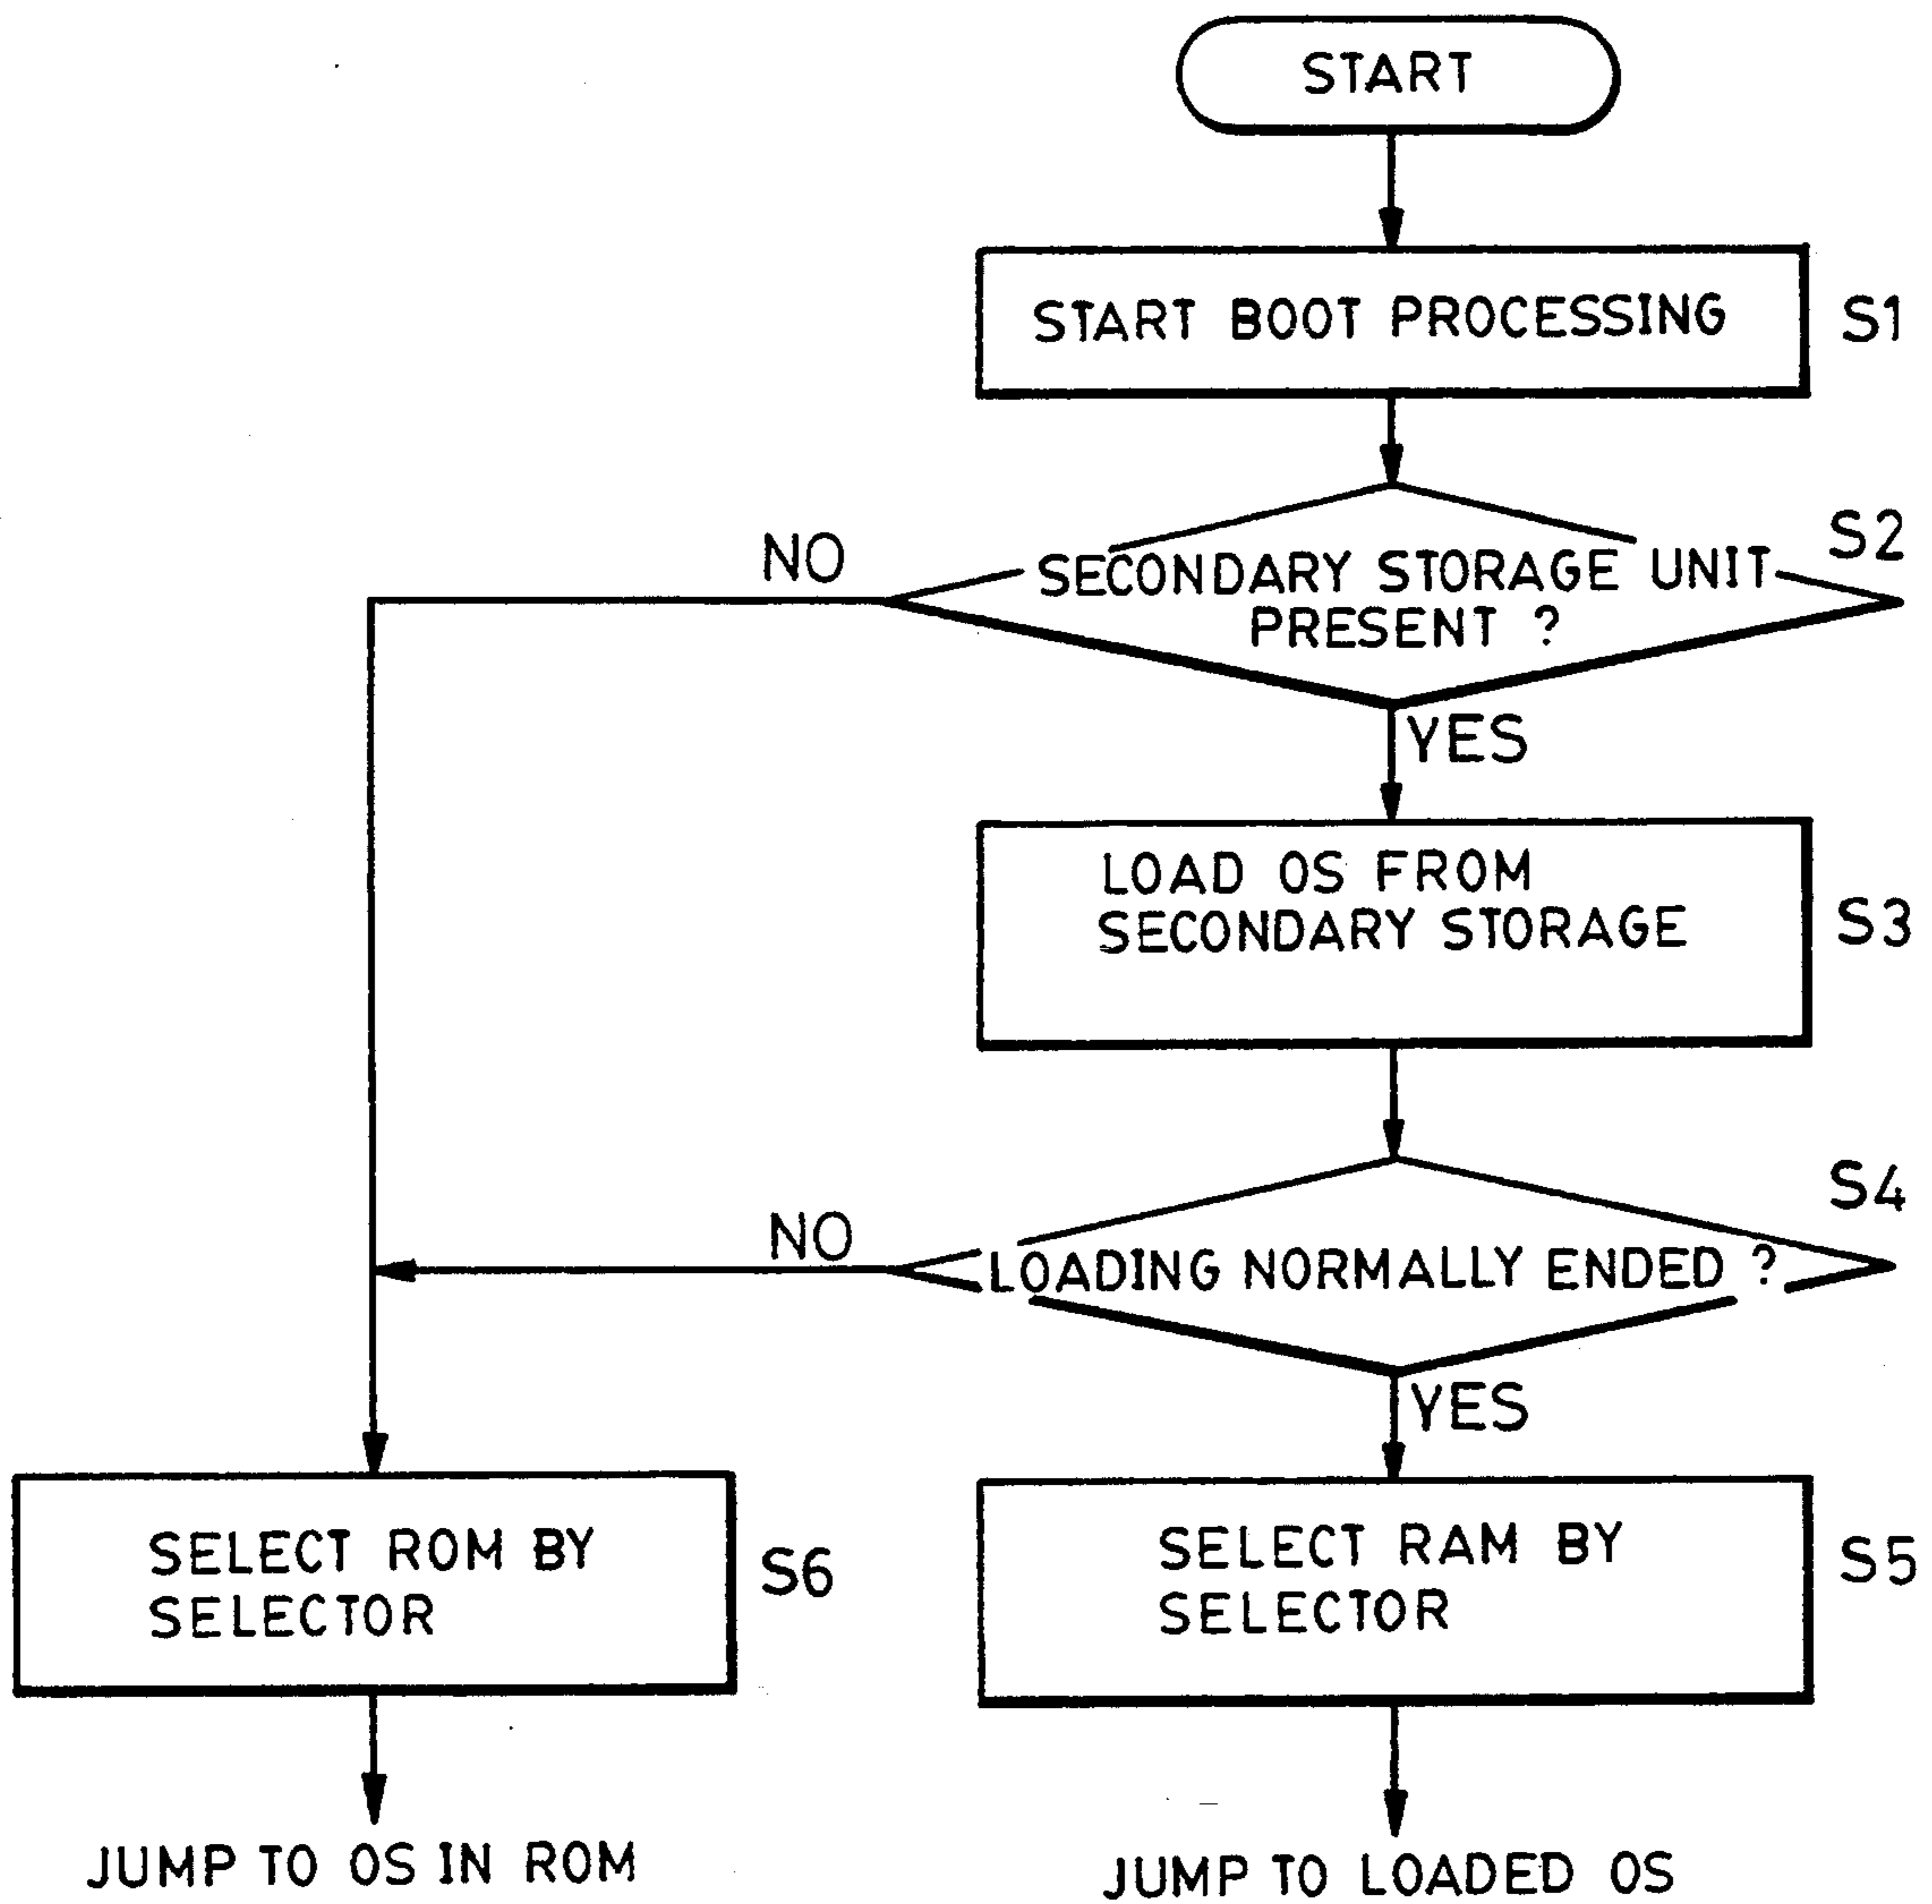 START
START BOOT PROCESSING
S1
S2
NO
SECONDARY STORAGE UNIT
PRESENT ?
YES
LOAD OS FROM
SECONDARY STORAGE
S3
S4
NO
LOADING NORMALLY ENDED ?
YES
SELECT ROM BY
SELECTOR
S6
SELECT RAM BY
SELECTOR
S5
JUMP TO OS IN ROM
JUMP TO LOADED OS